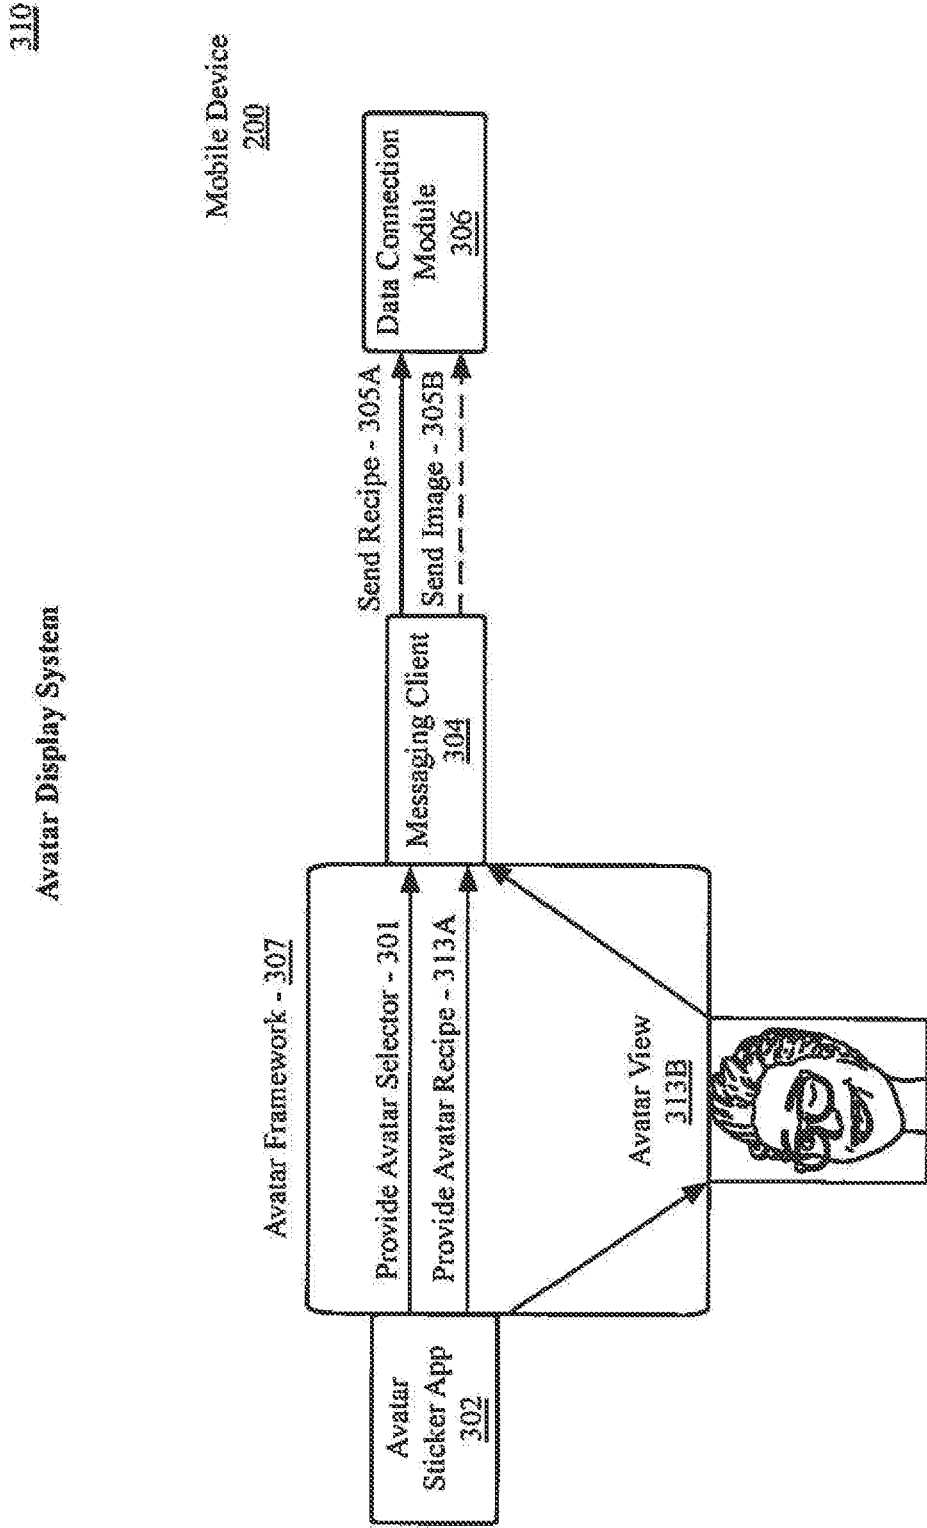 Avatar Display System
310
Mobile Device
200
Avatar Framework - 307
Avatar
Sticker App
302
Provide Avatar Selector - 301
Provide Avatar Recipe - 313A
Avatar View
313B
Messaging Client
304
Send Recipe - 305A
Send Image - 305B
Data Connection
Module
306